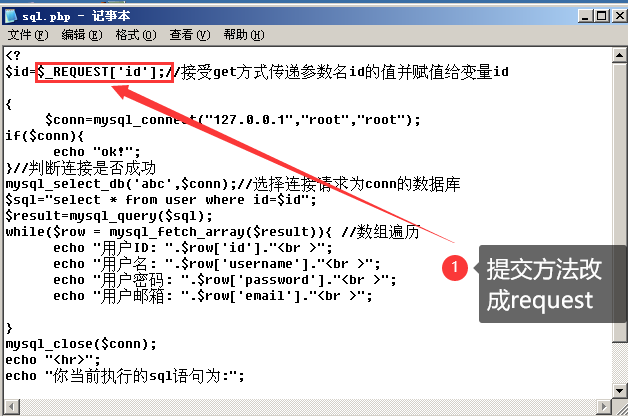 sql.php - 记事本
文件(F) 编辑(E) 格式(O) 查看(V) 帮助(H)
<?
$id=$_REQUEST['id'];//接受get方式传递参数名id的值并赋值给变量id
{
$conn=mysql_connect("127.0.0.1","root","root");
if($conn){
echo "ok!";
}//判断连接是否成功
mysql_select_db('abc',$conn);//选择连接请求为conn的数据库
$sql="select * from user where id=$id";
$result=mysql_query($sql);
while($row = mysql_fetch_array($result)){ //数组遍历
echo "用户ID: ".$row['id']."<br >";
echo "用户名: ".$row['username']."<br >";
echo "用户密码: ".$row['password']."<br >";
echo "用户邮箱: ".$row['email']."<br >";
}
mysql_close($conn);
echo "<hr>";
echo "你当前执行的sql语句为:";
1
提交方法改
成request